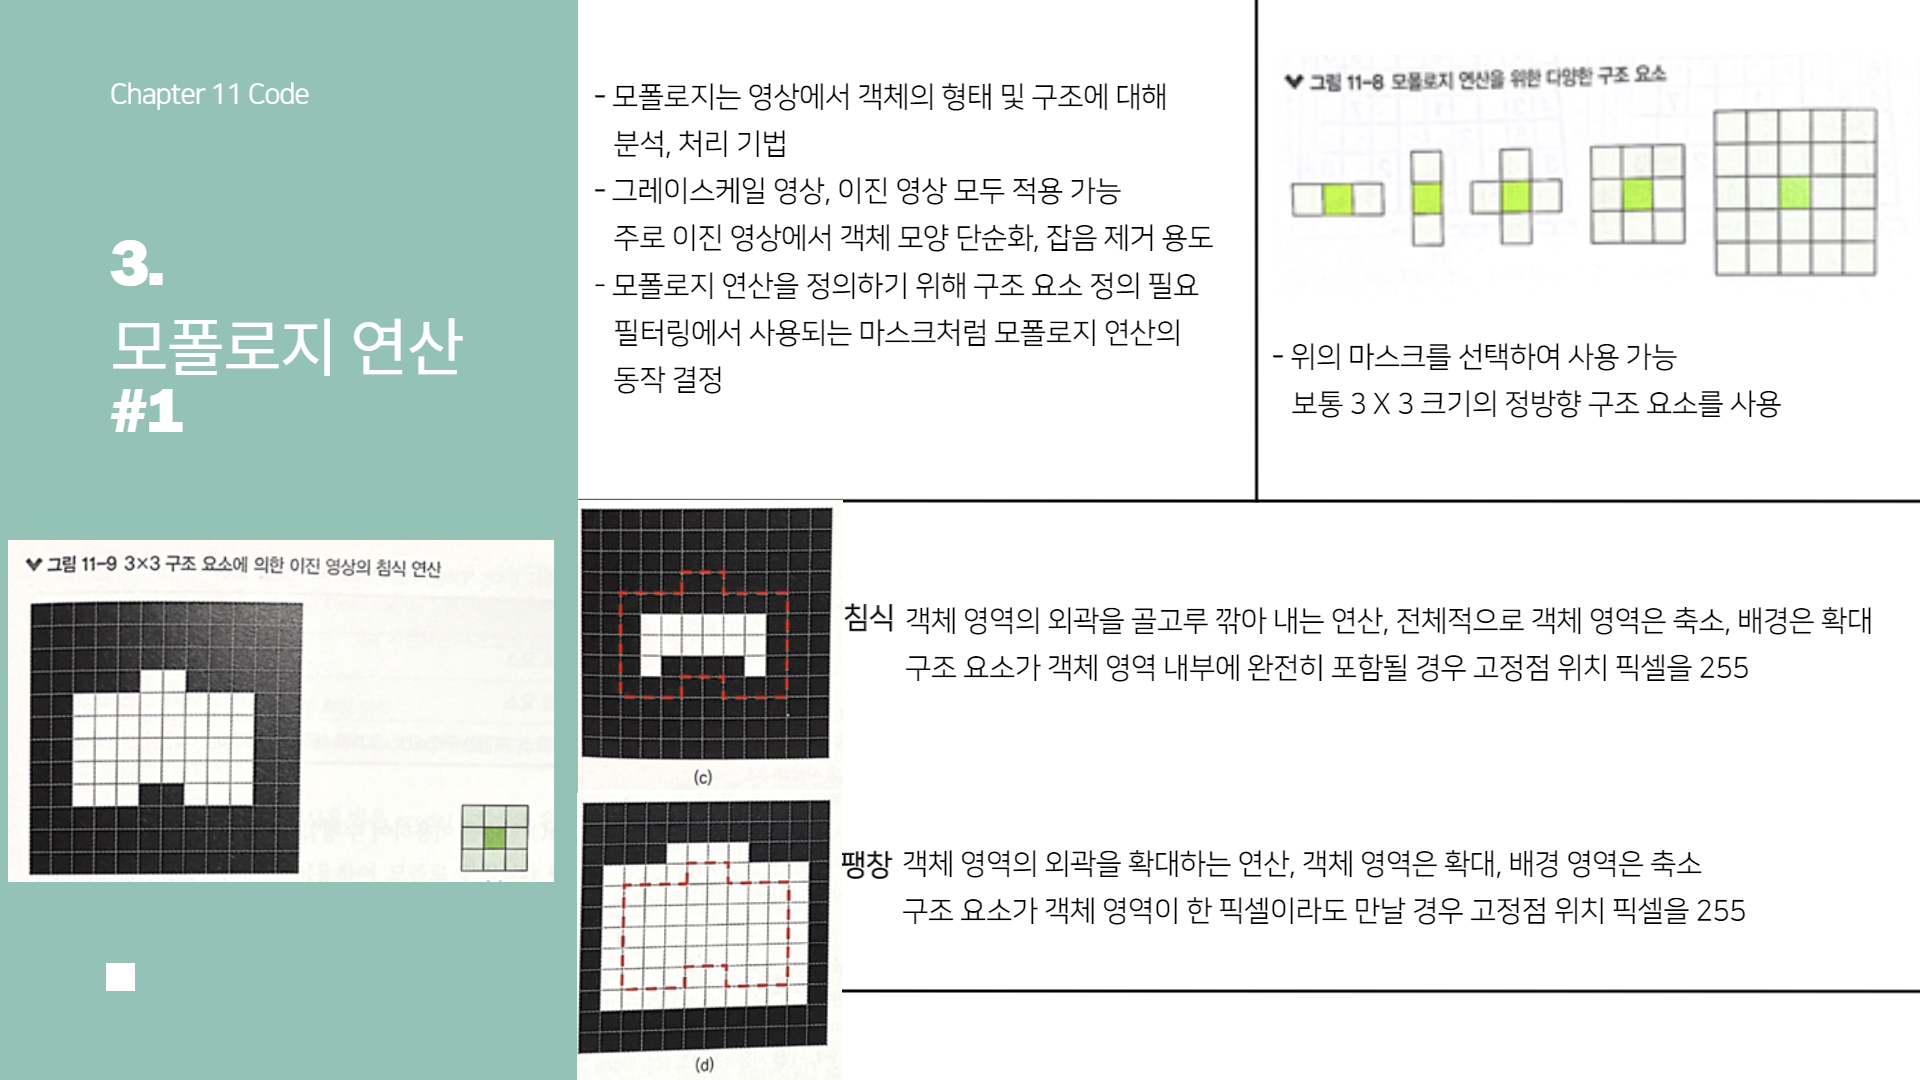 Chapter 11 Code
3.
모폴로지 연산
#1
- 모폴로지는 영상에서 객체의 형태 및 구조에 대해
분석, 처리 기법
- 그레이스케일 영상, 이진 영상 모두 적용 가능
주로 이진 영상에서 객체 모양 단순화, 잡음 제거 용도
- 모폴로지 연산을 정의하기 위해 구조 요소 정의 필요
필터링에서 사용되는 마스크처럼 모폴로지 연산의
동작 결정
그림 11-8 모폴로지 연산을 위한 다양한 구조 요소
- 위의 마스크를 선택하여 사용 가능
보통 3 X 3 크기의 정방향 구조 요소를 사용
그림 11-9 3×3 구조 요소에 의한 이진 영상의 침식 연산
(c)
침식 객체 영역의 외곽을 골고루 깎아 내는 연산, 전체적으로 객체 영역은 축소, 배경은 확대
구조 요소가 객체 영역 내부에 완전히 포함될 경우 고정점 위치 픽셀을 255
(d)
팽창 객체 영역의 외곽을 확대하는 연산, 객체 영역은 확대, 배경 영역은 축소
구조 요소가 객체 영역이 한 픽셀이라도 만날 경우 고정점 위치 픽셀을 255